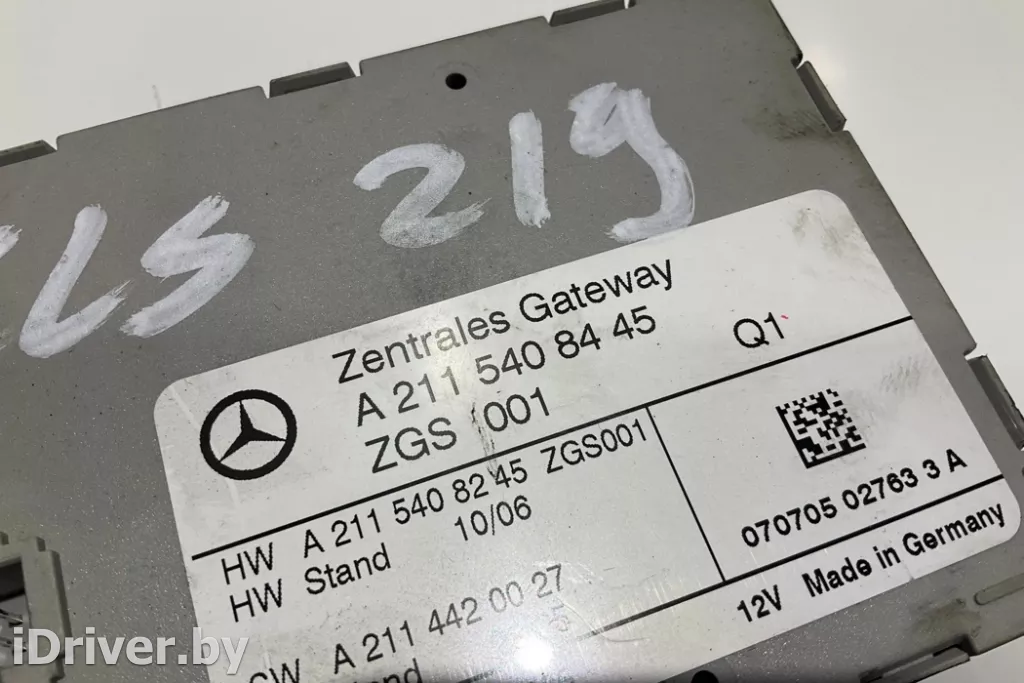 CLS 219
Zentrales Gateway
A 211 540 84 45
ZGS 001
Q1
HW A 211 540 82 45 ZGS001
HW Stand 10/06
070705 02763 3 A
A 211 442 00 27
Stand
12V Made in Germany
iDriver.by